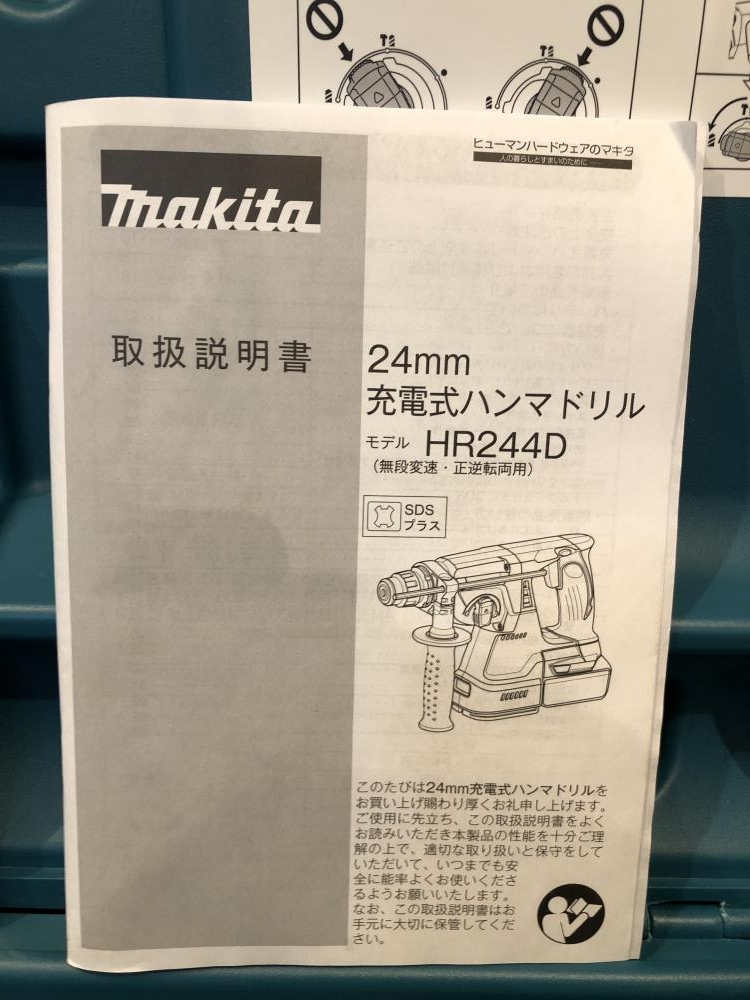 ヒューマンハードウェアのマキタ
人の暮らしとすまいのために……
makita
取扱説明書
24mm
充電式ハンマドリル
モデル HR244D
（無段変速・正逆転両用）
SDS
プラス
このたびは24mm充電式ハンマドリルを
お買い上げ賜わり厚くお礼申し上げます。
ご使用に先立ち、この取扱説明書をよく
お読みいただき本製品の性能を十分ご理
解の上で、適切な取り扱いと保守をして
いただいて、いつまでも安
全に能率よくお使いくださ
るようお願いいたします。
なお、この取扱説明書はお
手元に大切に保管してくだ
さい。